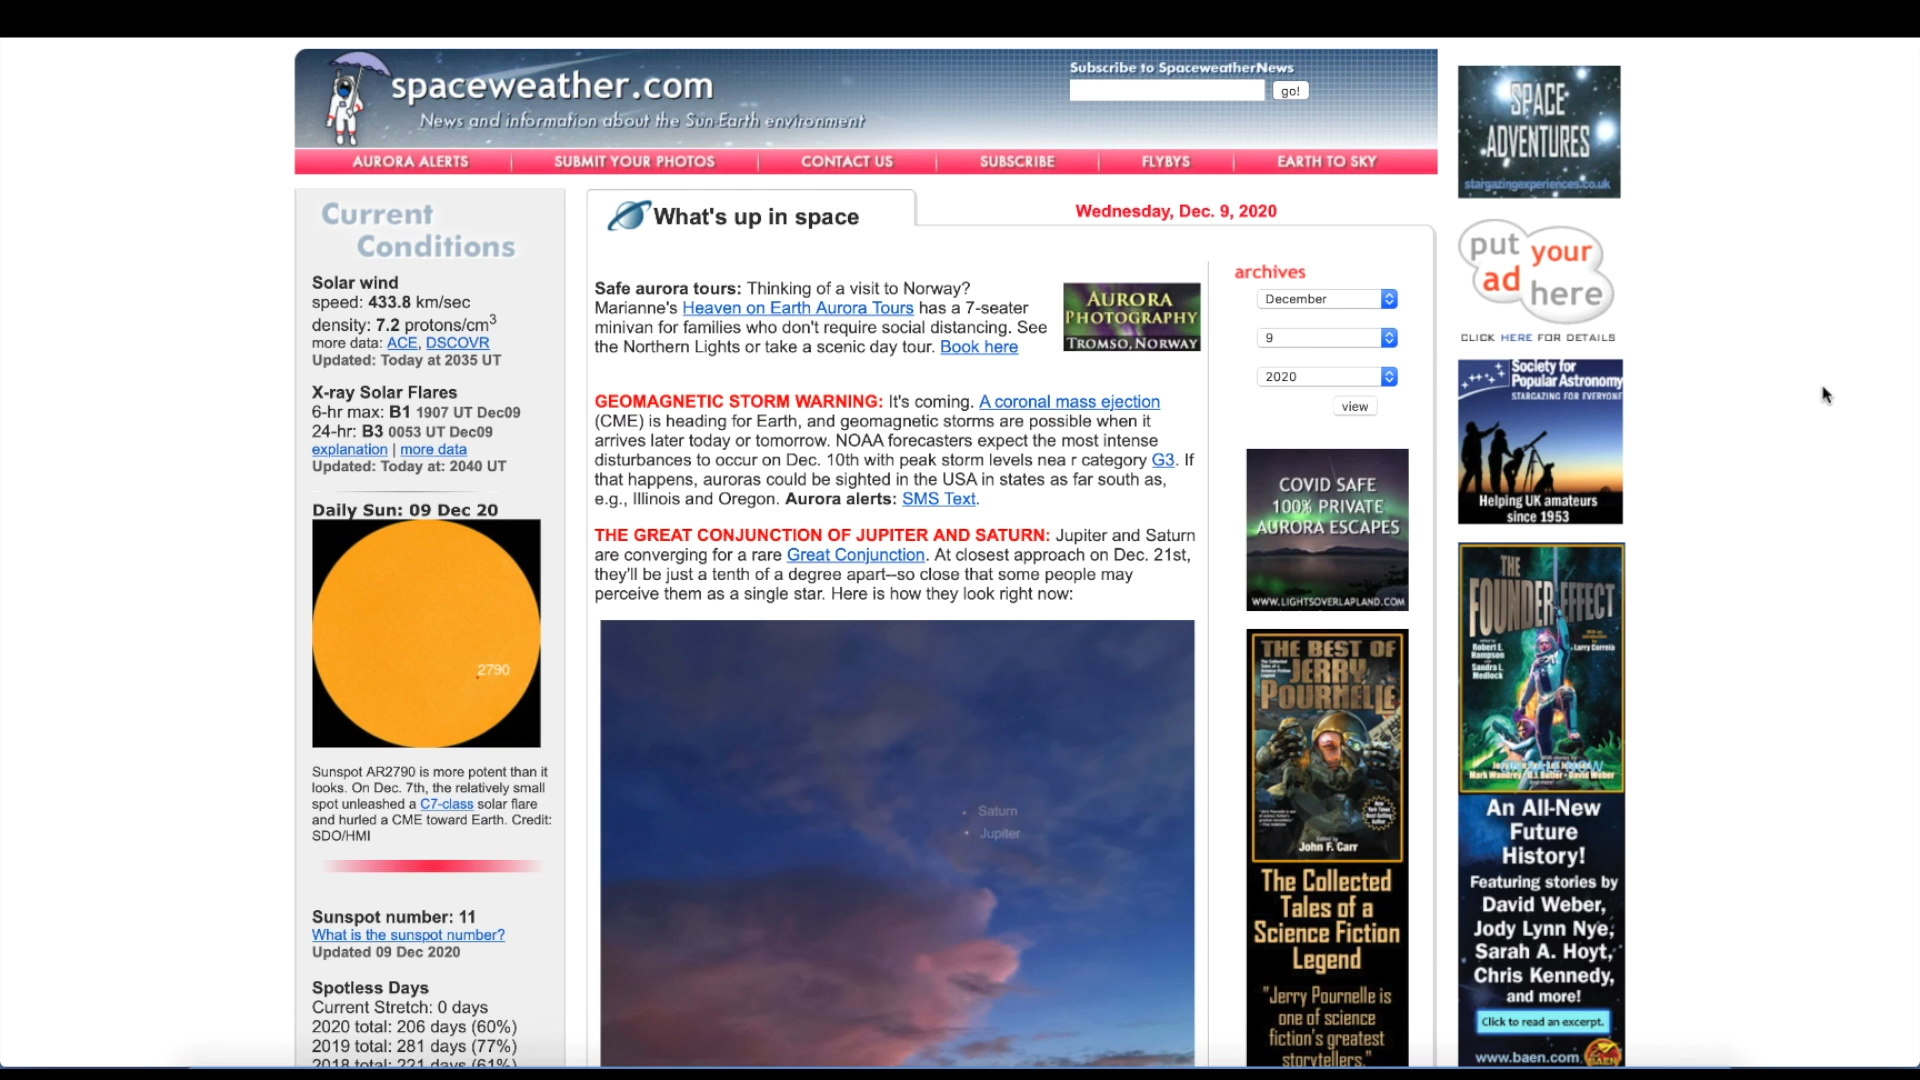 spaceweather.com
News and information about the Sun-Earth environment
Subscribe to SpaceweatherNews
go!
AURORA ALERTS
SUBMIT YOUR PHOTOS
CONTACT US
SUBSCRIBE
FLYBYS
EARTH TO SKY
Current
Conditions
Solar wind
speed: 433.8 km/sec
density: 7.2 protons/cm3
more data: ACE, DSCOVR
Updated: Today at 2035 UT
X-ray Solar Flares
6-hr max: B1 1907 UT Dec09
24-hr: B3 0053 UT Dec09
explanation | more data
Updated: Today at: 2040 UT
Daily Sun: 09 Dec 20
2790
Sunspot AR2790 is more potent than it
looks. On Dec. 7th, the relatively small
spot unleashed a C7-class solar flare
and hurled a CME toward Earth. Credit:
SDO/HMI
Sunspot number: 11
What is the sunspot number?
Updated 09 Dec 2020
Spotless Days
Current Stretch: 0 days
2020 total: 206 days (60%)
2019 total: 281 days (77%)
2018 total: 221 days (61%)
What's up in space
Wednesday, Dec. 9, 2020
Safe aurora tours: Thinking of a visit to Norway?
Marianne's Heaven on Earth Aurora Tours has a 7-seater
minivan for families who don't require social distancing. See
the Northern Lights or take a scenic day tour. Book here
AURORA
PHOTOGRAPHY
TROMSO, NORWAY
GEOMAGNETIC STORM WARNING: It's coming. A coronal mass ejection
(CME) is heading for Earth, and geomagnetic storms are possible when it
arrives later today or tomorrow. NOAA forecasters expect the most intense
disturbances to occur on Dec. 10th with peak storm levels nea r category G3. If
that happens, auroras could be sighted in the USA in states as far south as,
e.g., Illinois and Oregon. Aurora alerts: SMS Text.
THE GREAT CONJUNCTION OF JUPITER AND SATURN: Jupiter and Saturn
are converging for a rare Great Conjunction. At closest approach on Dec. 21st,
they'll be just a tenth of a degree apart--so close that some people may
perceive them as a single star. Here is how they look right now:
Saturn
Jupiter
archives
December
9
2020
view
COVID SAFE
100% PRIVATE
AURORA ESCAPES
WWW.LIGHTSOVERLAPLAND.COM
THE BEST OF
JERRY
POURNELLE
Edited by
John F. Carr
The Collected
Tales of a
Science Fiction
Legend
"Jerry Pournelle is
one of science
fiction's greatest
storytellers."
SPACE
ADVENTURES
stargazingexperiences.co.uk
put your
ad here
CLICK HERE FOR DETAILS
Society for
Popular Astronomy
STARGAZING FOR EVERYONE
Helping UK amateurs
since 1953
THE
FOUNDER EFFECT
edited by
Robert E.
Hampson
and
Sandra L.
Medlock
Larry Correia
An All-New
Future
History!
Featuring stories by
David Weber,
Jody Lynn Nye,
Sarah A. Hoyt,
Chris Kennedy,
and more!
Click to read an excerpt.
www.baen.com
BAEN